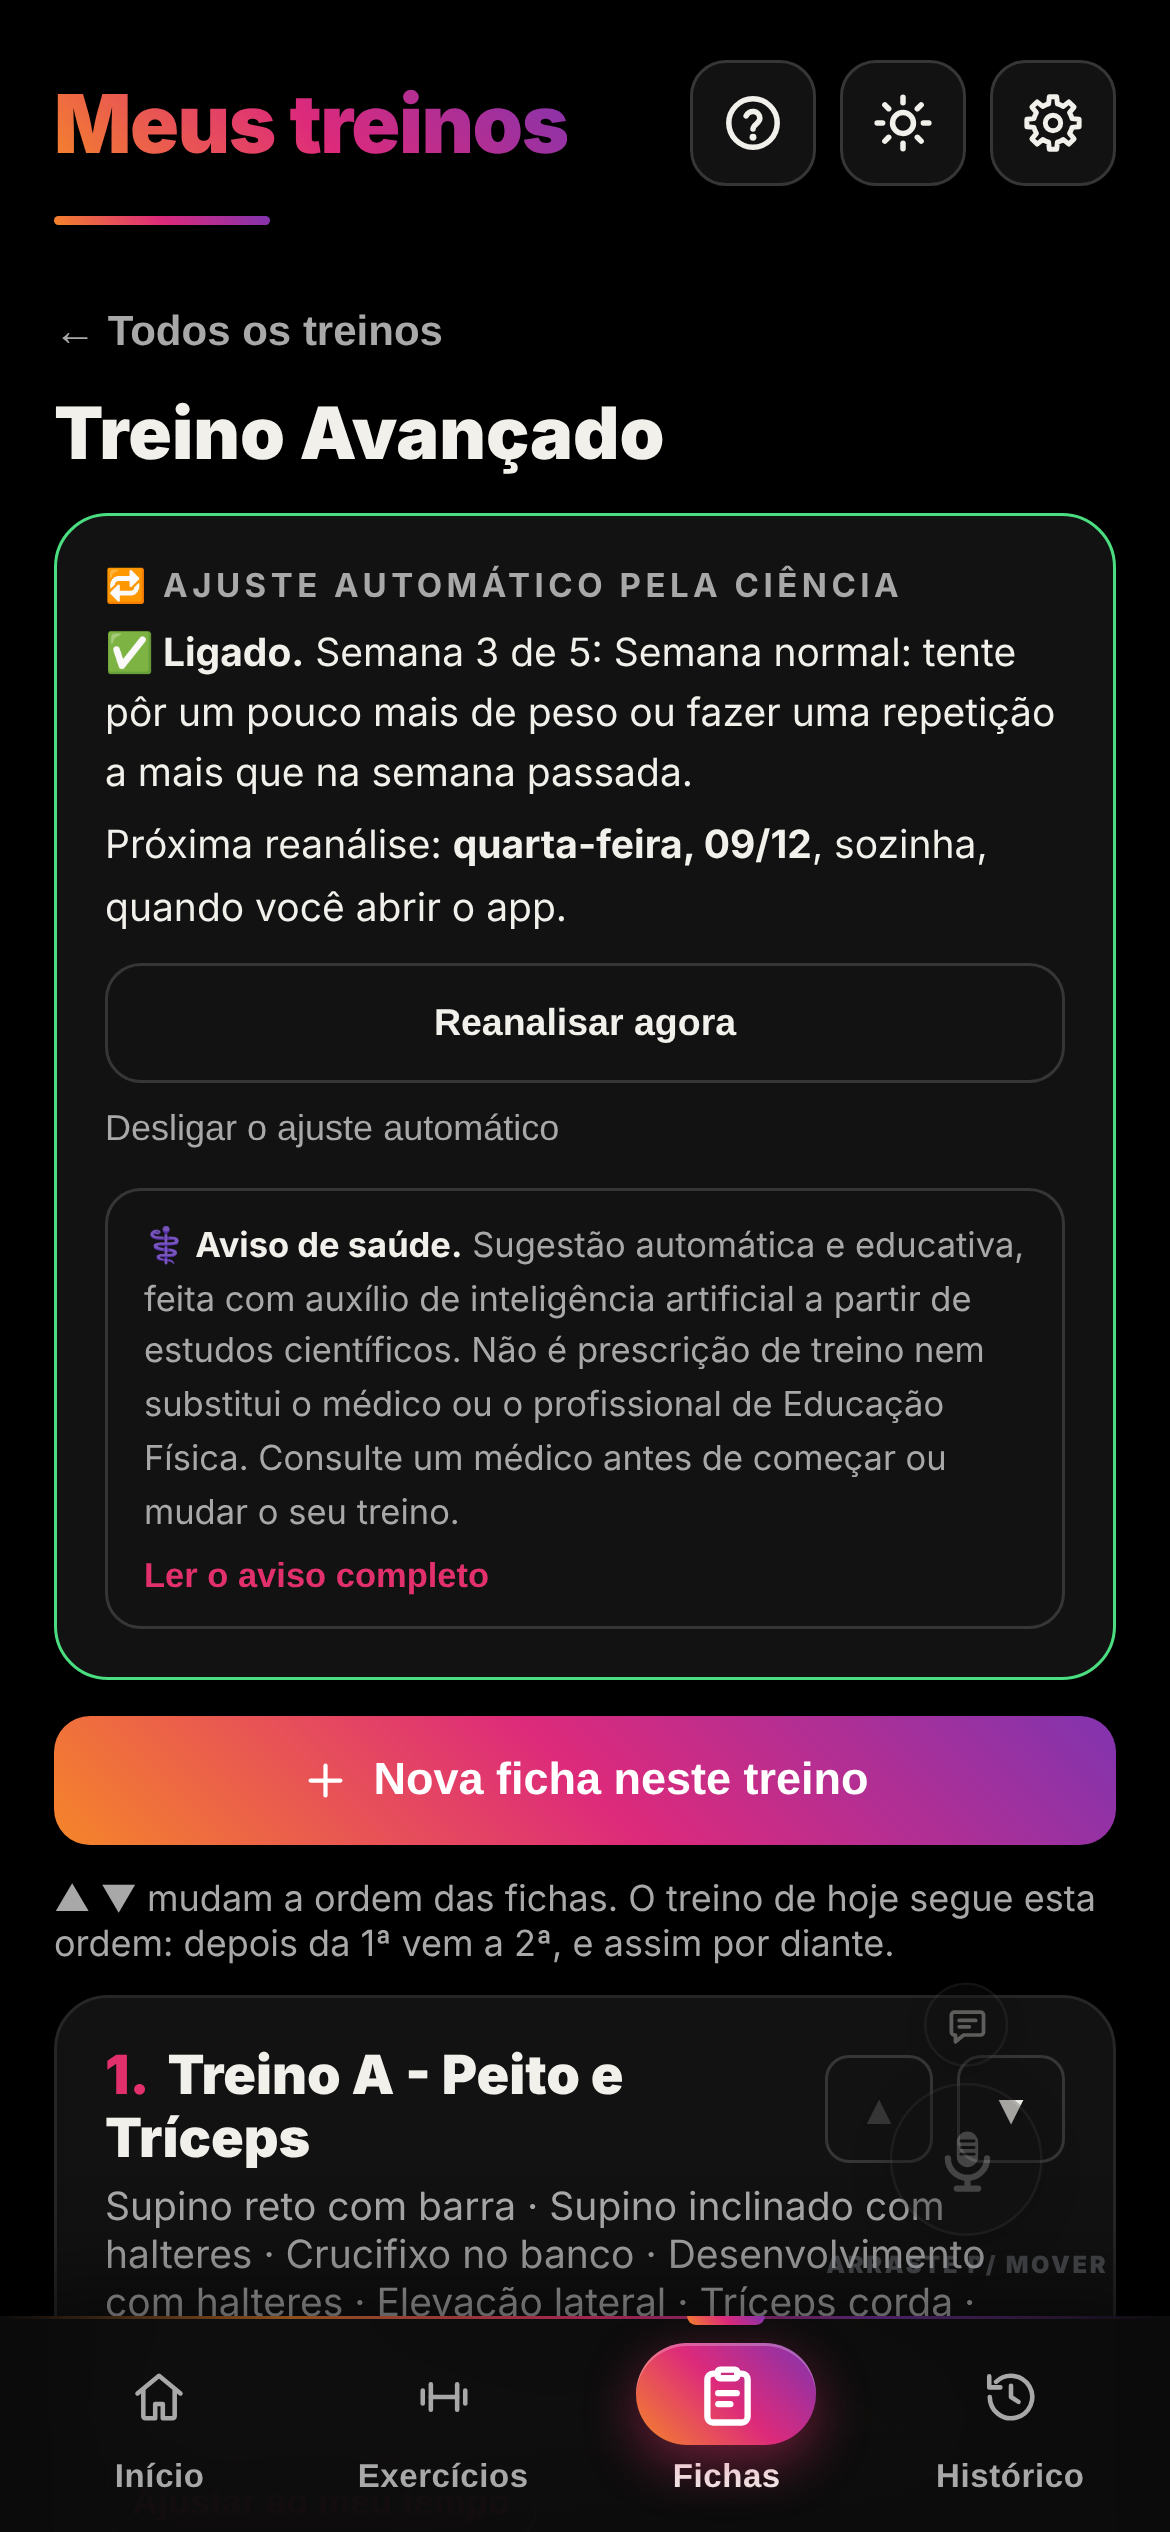 Meus treinos
← Todos os treinos
Treino Avançado
🔁 AJUSTE AUTOMÁTICO PELA CIÊNCIA
✅ Ligado. Semana 3 de 5: Semana normal: tente
pôr um pouco mais de peso ou fazer uma repetição
a mais que na semana passada.
Próxima reanálise: quarta-feira, 09/12, sozinha,
quando você abrir o app.
Reanalisar agora
Desligar o ajuste automático
⚕ Aviso de saúde. Sugestão automática e educativa,
feita com auxílio de inteligência artificial a partir de
estudos científicos. Não é prescrição de treino nem
substitui o médico ou o profissional de Educação
Física. Consulte um médico antes de começar ou
mudar o seu treino.
Ler o aviso completo
+ Nova ficha neste treino
▲ ▼ mudam a ordem das fichas. O treino de hoje segue esta
ordem: depois da 1ª vem a 2ª, e assim por diante.
1. Treino A - Peito e
Tríceps
▲ ▼
Supino reto com barra · Supino inclinado com
halteres · Crucifixo no banco · Desenvolvimento
ARRASTE P/ MOVER
com halteres · Elevação lateral · Tríceps corda ·
Início
Exercícios
Fichas
Histórico
Ajustar ao meu tempo